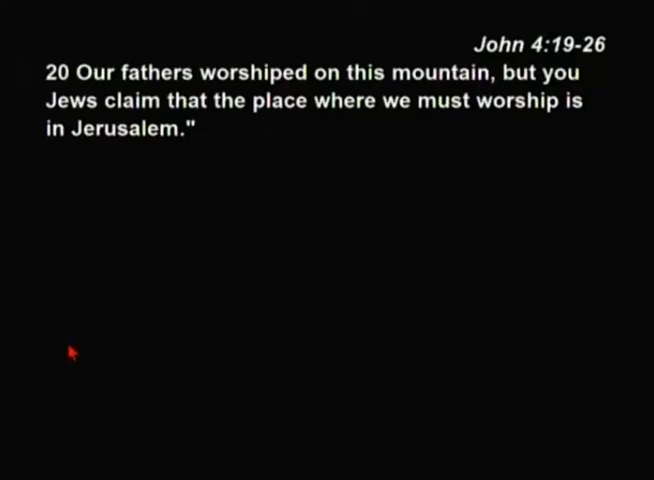 John 4:19-26
20 Our fathers worshiped on this mountain, but you
Jews claim that the place where we must worship is
in Jerusalem."